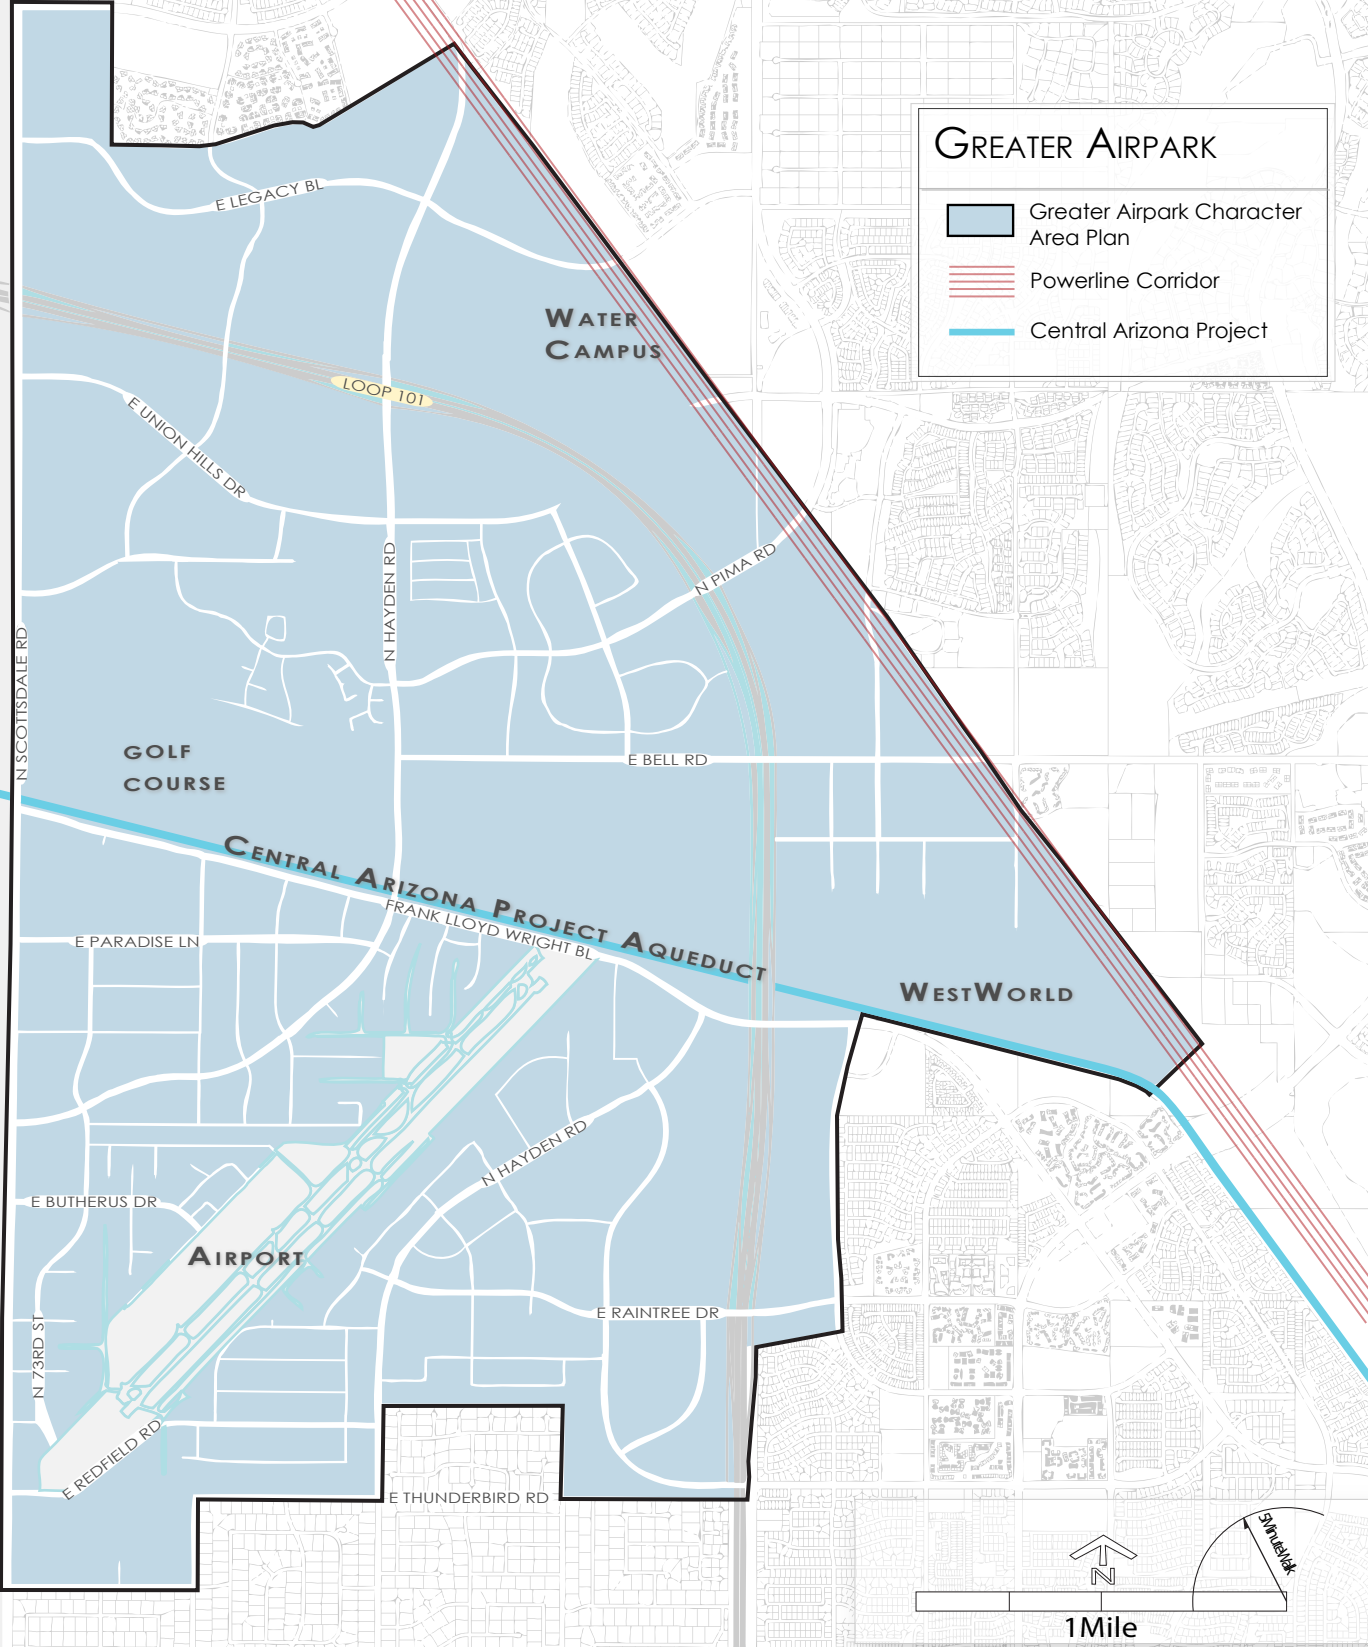 GREATER AIRPARK
Greater Airpark Character
Area Plan
Powerline Corridor
Central Arizona Project
E LEGACY BL
WATER
CAMPUS
LOOP 101
E UNION HILLS DR
N HAYDEN RD
N PIMA RD
N SCOTTSDALE RD
GOLF
COURSE
E BELL RD
CENTRAL ARIZONA PROJECT AQUEDUCT
FRANK LLOYD WRIGHT BL
E PARADISE LN
WESTWORLD
N HAYDEN RD
E BUTHERUS DR
AIRPORT
E RAINTREE DR
N 73RD ST
E REDFIELD RD
E THUNDERBIRD RD
5 Minute Walk
N
1 Mile